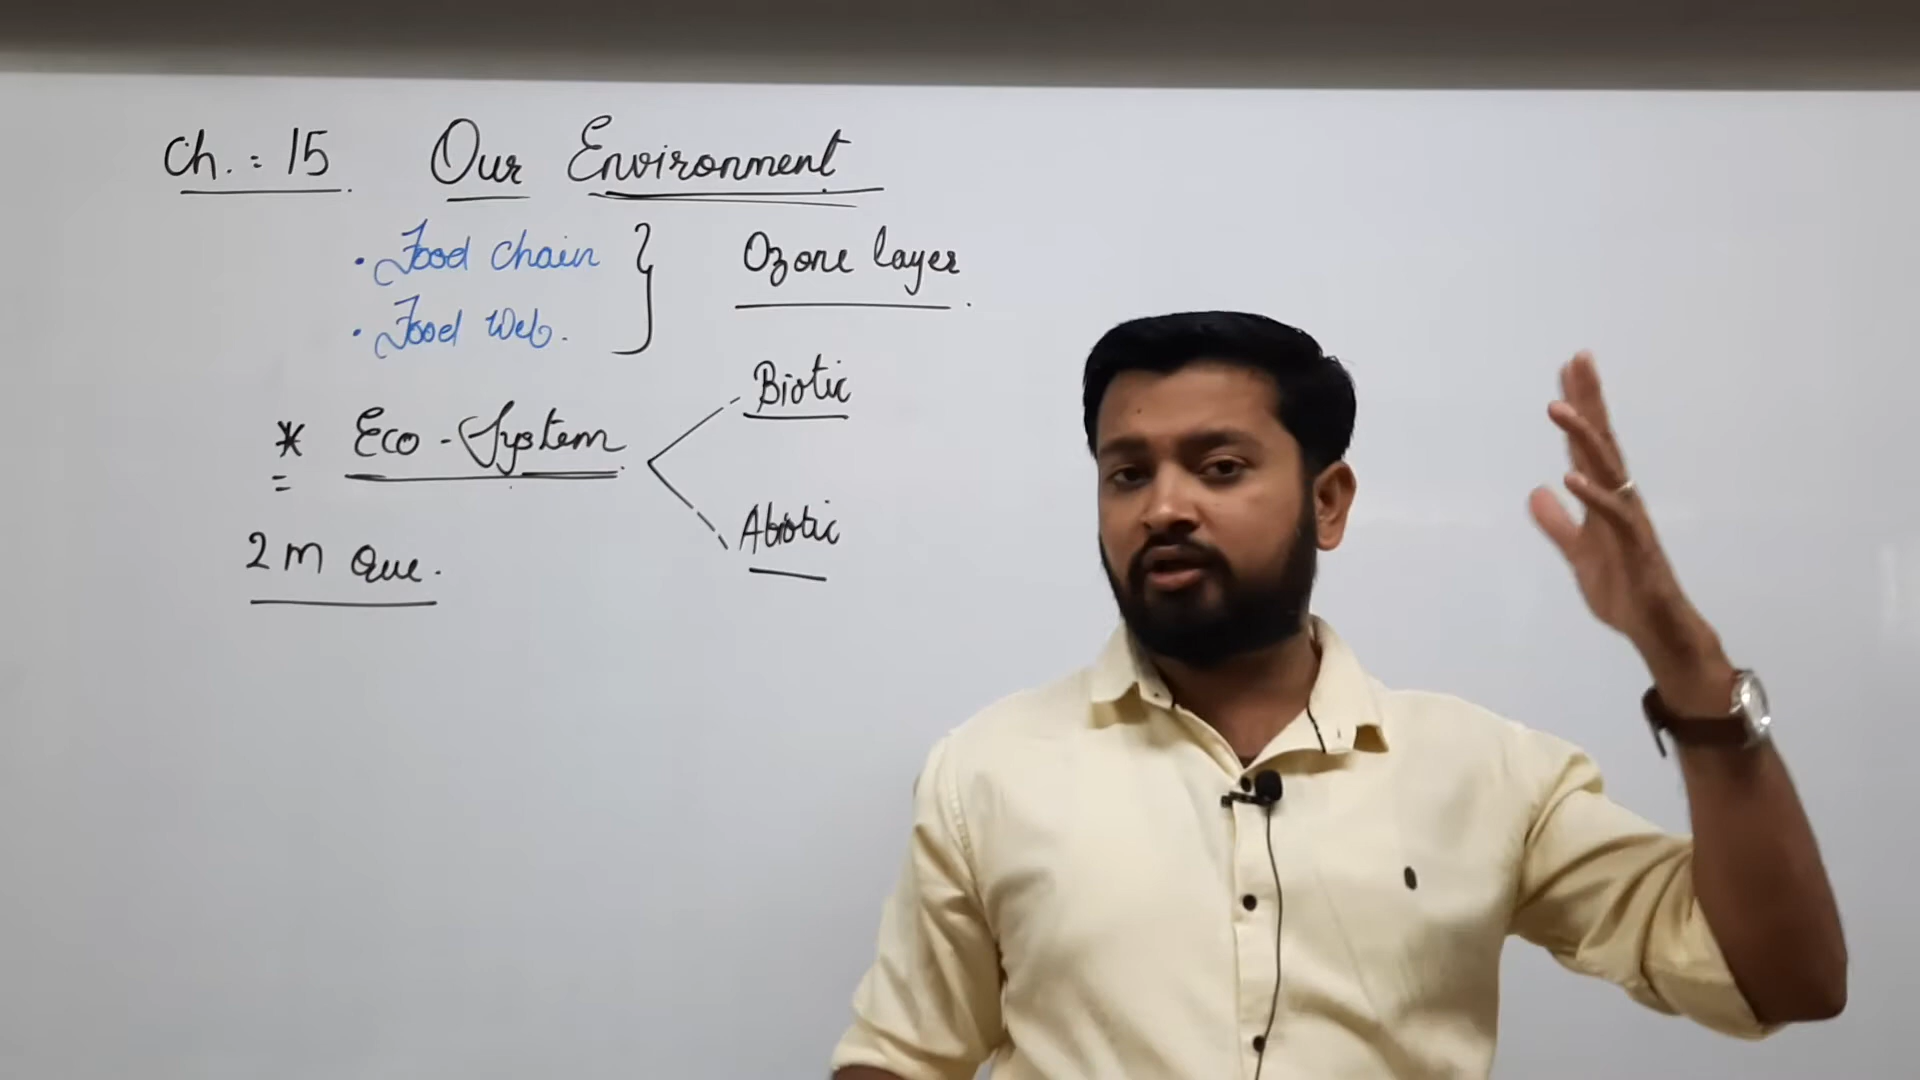 Ch. : 15 Our Environment
• Food chain
• Food Web.
Ozone layer
* Eco-System
Biotic
Abiotic
2 m Que.